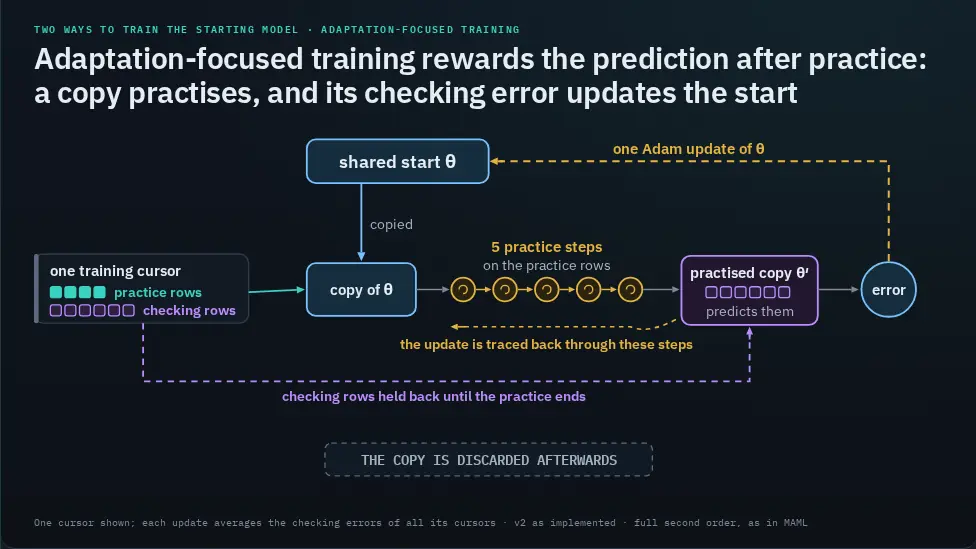 TWO WAYS TO TRAIN THE STARTING MODEL · ADAPTATION-FOCUSED TRAINING
Adaptation-focused training rewards the prediction after practice:
a copy practises, and its checking error updates the start
shared start θ
one Adam update of θ
copied
one training cursor
practice rows
checking rows
copy of θ
5 practice steps
on the practice rows
practised copy θ′
predicts them
error
the update is traced back through these steps
checking rows held back until the practice ends
THE COPY IS DISCARDED AFTERWARDS
One cursor shown; each update averages the checking errors of all its cursors · v2 as implemented · full second order, as in MAML